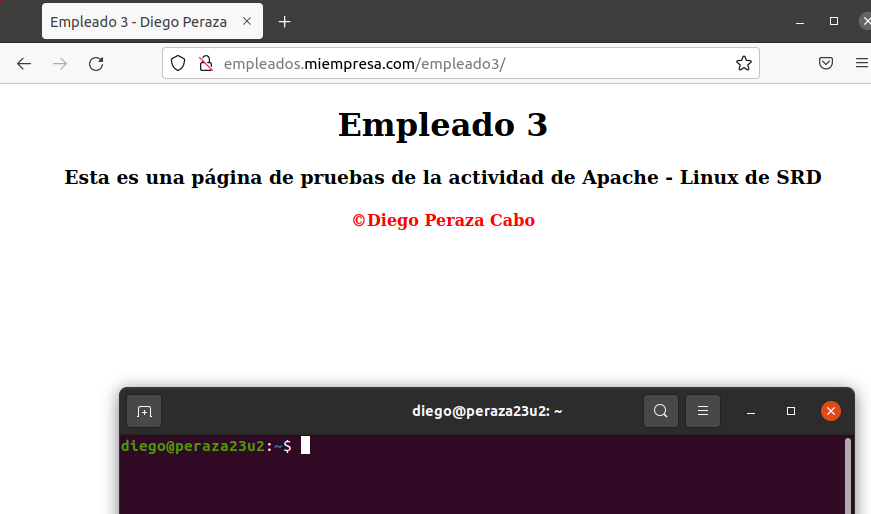 Empleado 3 - Diego Peraza
empleados.miempresa.com/empleado3/
Empleado 3
Esta es una página de pruebas de la actividad de Apache - Linux de SRD
©Diego Peraza Cabo
diego@peraza23u2: ~
diego@peraza23u2:~$